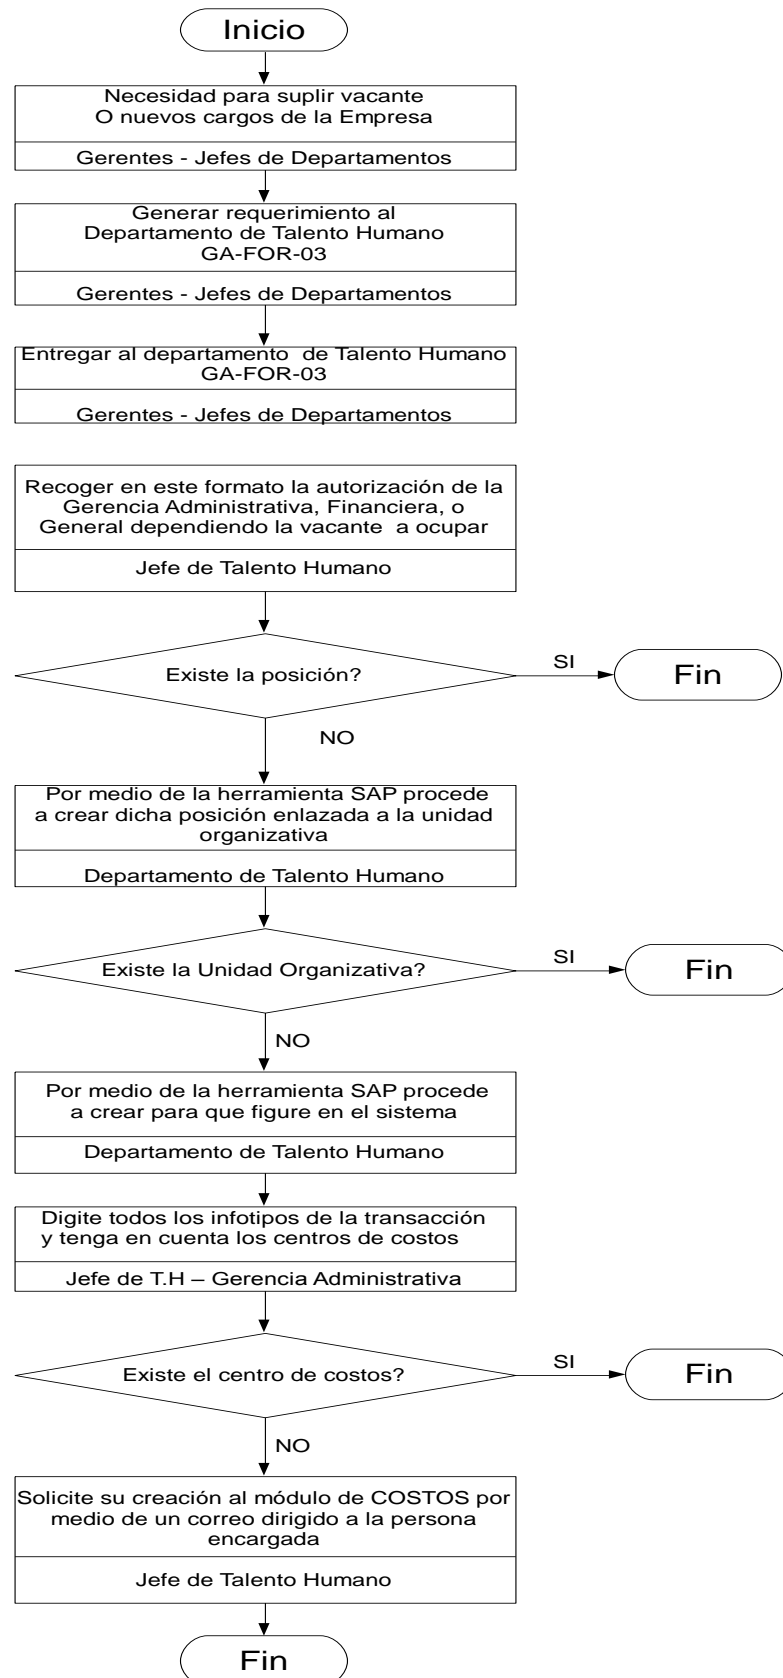 Inicio
Necesidad para suplir vacante
O nuevos cargos de la Empresa
Gerentes - Jefes de Departamentos
Generar requerimiento al
Departamento de Talento Humano
GA-FOR-03
Gerentes - Jefes de Departamentos
Entregar al departamento de Talento Humano
GA-FOR-03
Gerentes - Jefes de Departamentos
Recoger en este formato la autorización de la
Gerencia Administrativa, Financiera, o
General dependiendo la vacante a ocupar
Jefe de Talento Humano
Existe la posición?
SI
Fin
NO
Por medio de la herramienta SAP procede
a crear dicha posición enlazada a la unidad
organizativa
Departamento de Talento Humano
Existe la Unidad Organizativa?
SI
Fin
NO
Por medio de la herramienta SAP procede
a crear para que figure en el sistema
Departamento de Talento Humano
Digite todos los infotipos de la transacción
y tenga en cuenta los centros de costos
Jefe de T.H – Gerencia Administrativa
Existe el centro de costos?
SI
Fin
NO
Solicite su creación al módulo de COSTOS por
medio de un correo dirigido a la persona
encargada
Jefe de Talento Humano
Fin